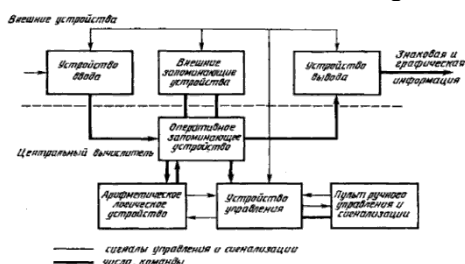 Внешние устройства
Устройство
ввода
Внешние
запоминающие
устройства
Устройство
вывода
Знаковая и
графическая
информация
Оперативное
запоминающее
устройство
Центральный вычислитель
Арифметическое
логическое
устройство
Устройство
управления
Пульт ручного
управления и
сигнализации
сигналы управления и сигнализации
числа, команды